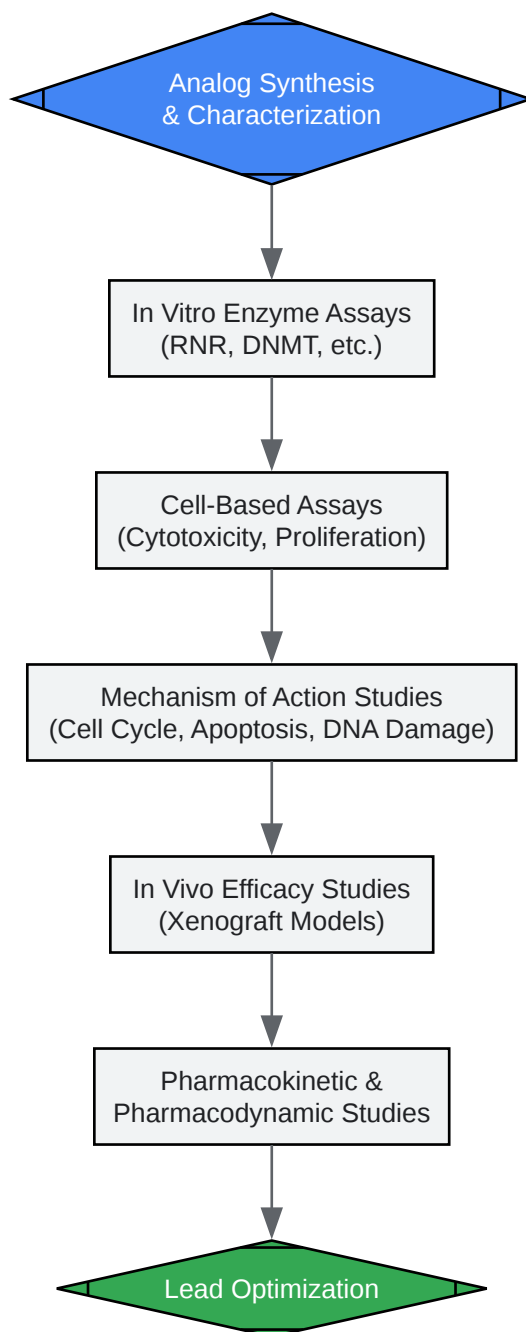 Analog Synthesis
& Characterization
In Vitro Enzyme Assays
(RNR, DNMT, etc.)
Cell-Based Assays
(Cytotoxicity, Proliferation)
Mechanism of Action Studies
(Cell Cycle, Apoptosis, DNA Damage)
In Vivo Efficacy Studies
(Xenograft Models)
Pharmacokinetic &
Pharmacodynamic Studies
Lead Optimization